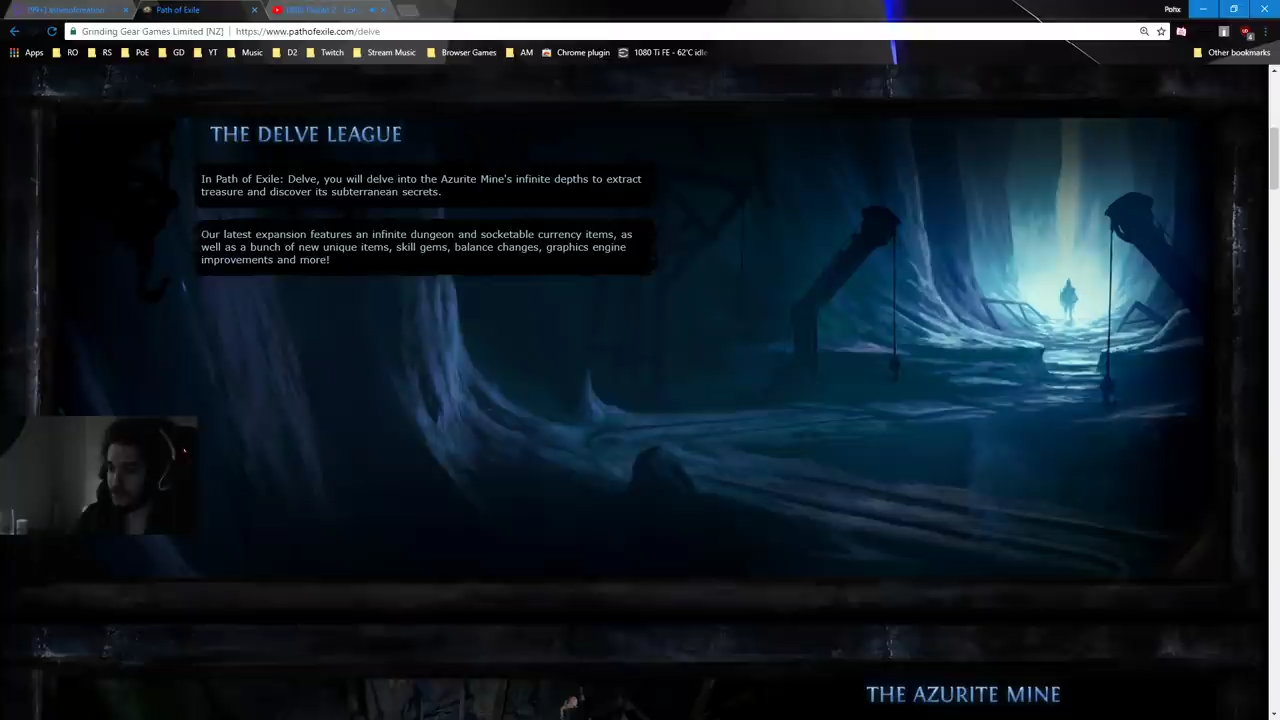 Path of Exile
Pohx
Grinding Gear Games Limited [NZ] https://www.pathofexile.com/delve
Apps RO RS PoE GD YT Music D2 Twitch Stream Music Browser Games AM Chrome plugin 1080 Ti FE - 62°C idle Other bookmarks
THE DELVE LEAGUE
In Path of Exile: Delve, you will delve into the Azurite Mine's infinite depths to extract
treasure and discover its subterranean secrets.
Our latest expansion features an infinite dungeon and socketable currency items, as
well as a bunch of new unique items, skill gems, balance changes, graphics engine
improvements and more!
THE AZURITE MINE